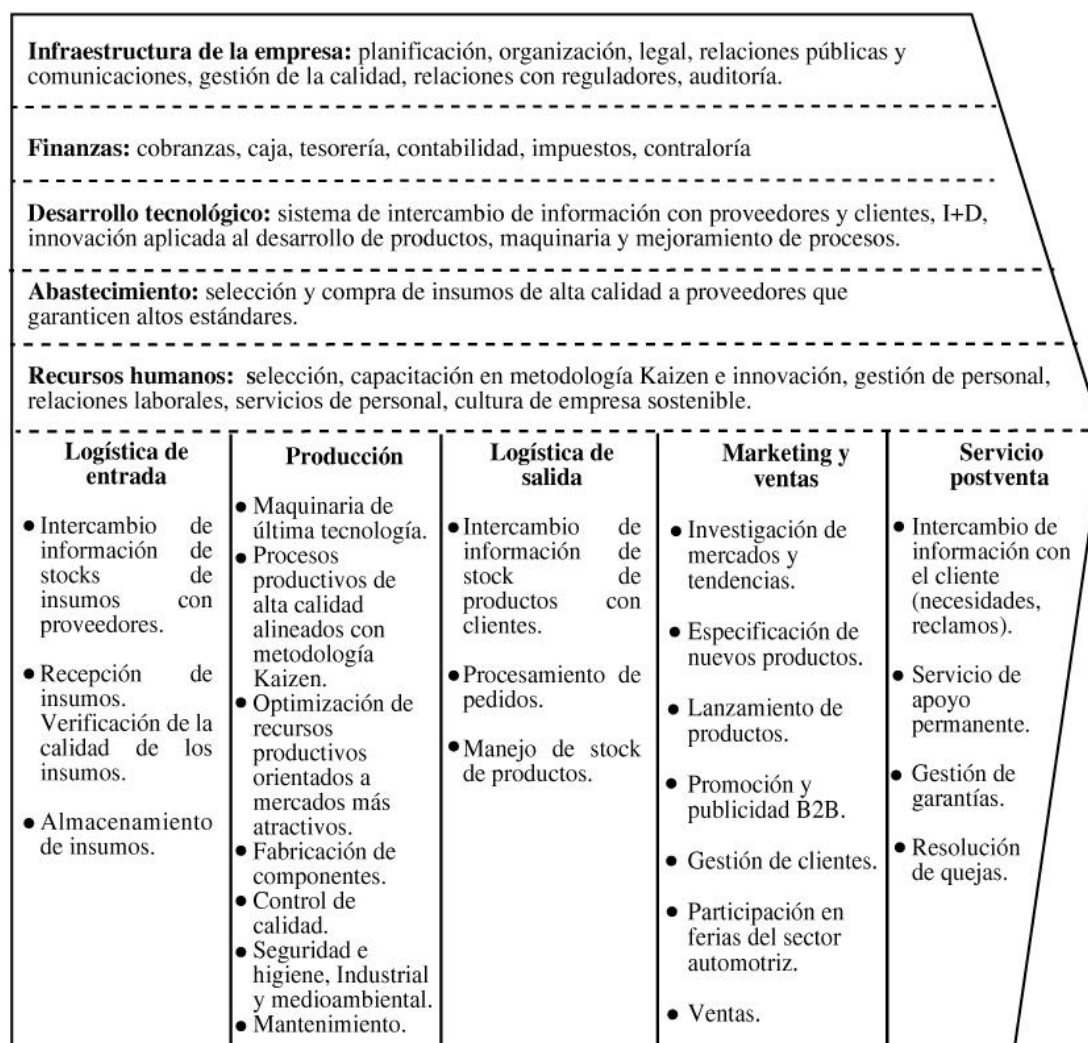 Infraestructura de la empresa: planificación, organización, legal, relaciones públicas y
comunicaciones, gestión de la calidad, relaciones con reguladores, auditoría.
Finanzas: cobranzas, caja, tesorería, contabilidad, impuestos, contraloría
Desarrollo tecnológico: sistema de intercambio de información con proveedores y clientes, I+D,
innovación aplicada al desarrollo de productos, maquinaria y mejoramiento de procesos.
Abastecimiento: selección y compra de insumos de alta calidad a proveedores que
garanticen altos estándares.
Recursos humanos: selección, capacitación en metodología Kaizen e innovación, gestión de personal,
relaciones laborales, servicios de personal, cultura de empresa sostenible.
Logística de
entrada
● Intercambio de
información de
stocks de
insumos con
proveedores.
● Recepción de
insumos.
Verificación de la
calidad de los
insumos.
● Almacenamiento
de insumos.
Producción
● Maquinaria de
última tecnología.
● Procesos
productivos de
alta calidad
alineados con
metodología
Kaizen.
● Optimización de
recursos
productivos
orientados a
mercados más
atractivos.
● Fabricación de
componentes.
● Control de
calidad.
● Seguridad e
higiene, Industrial
y medioambiental.
● Mantenimiento.
Logística de
salida
● Intercambio de
información de
stock de
productos con
clientes.
● Procesamiento de
pedidos.
● Manejo de stock
de productos.
Marketing y
ventas
● Investigación de
mercados y
tendencias.
● Especificación de
nuevos productos.
● Lanzamiento de
productos.
● Promoción y
publicidad B2B.
● Gestión de clientes.
● Participación en
ferias del sector
automotriz.
● Ventas.
Servicio
postventa
● Intercambio de
información con
el cliente
(necesidades,
reclamos).
● Servicio de
apoyo
permanente.
● Gestión de
garantías.
● Resolución
de quejas.